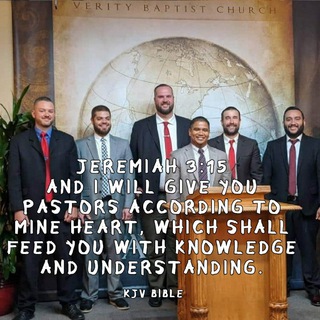 VERITY BAPTIST CHURCH
JEREMIAH 3:15
AND I WILL GIVE YOU
PASTORS ACCORDING TO
MINE HEART, WHICH SHALL
FEED YOU WITH KNOWLEDGE
AND UNDERSTANDING.
KJV BIBLE